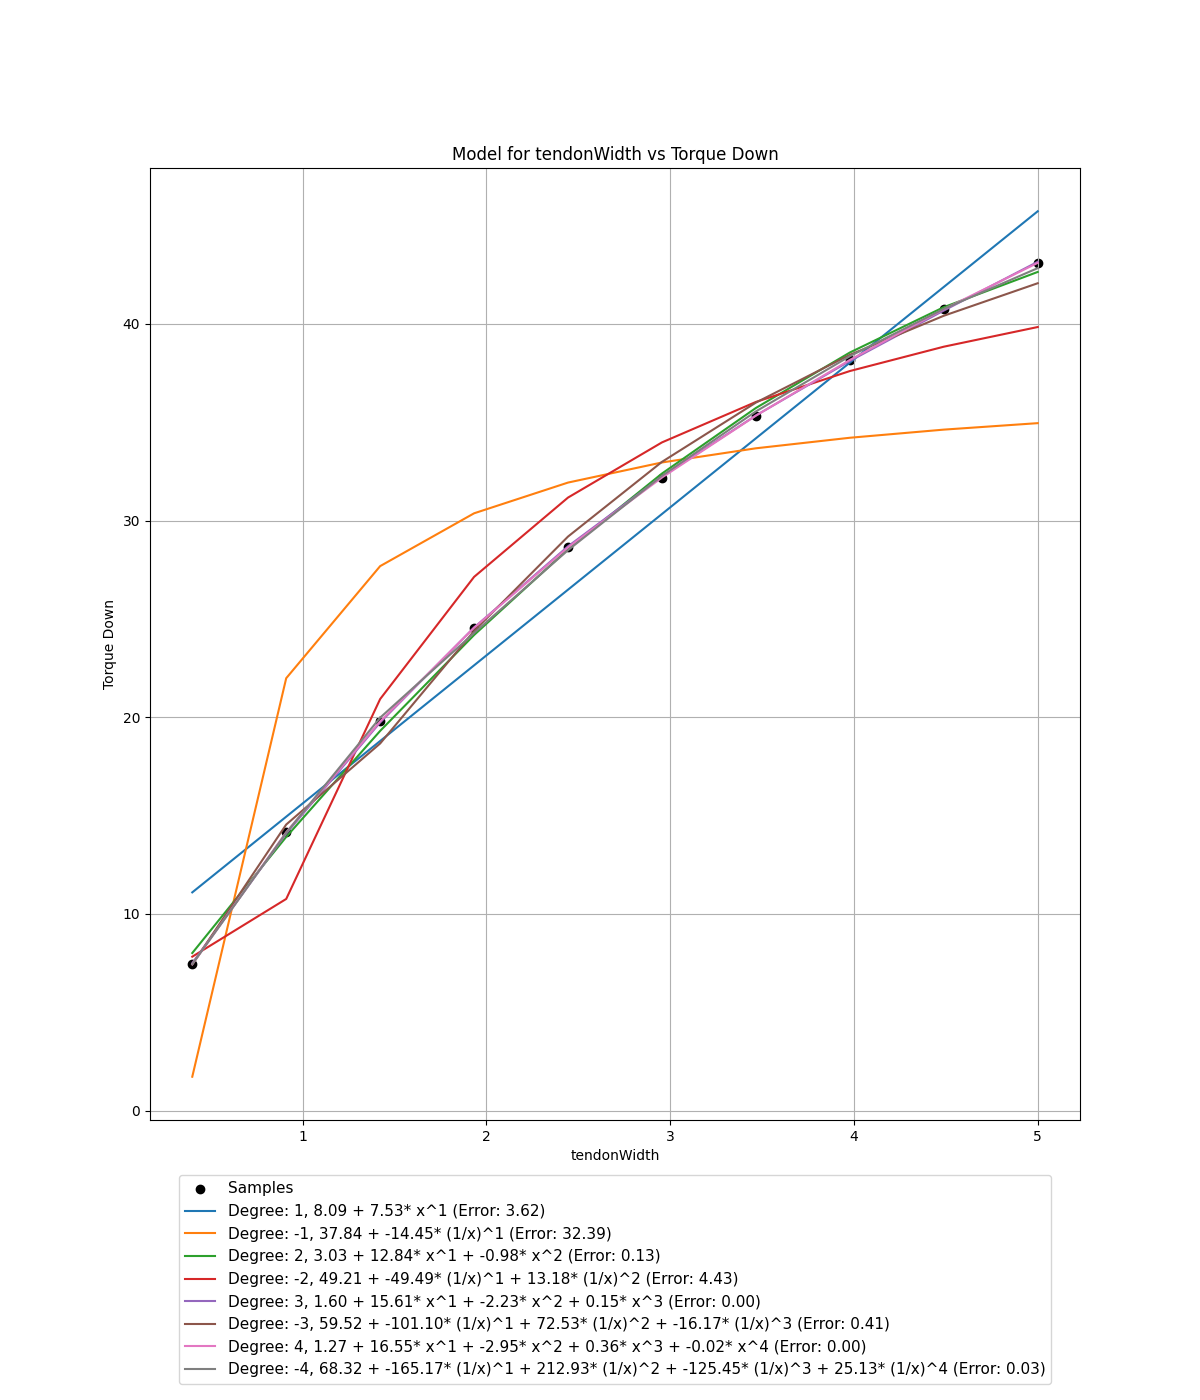 Model for tendonWidth vs Torque Down
Torque Down
40
30
20
10
0
1 2 3 4 5
tendonWidth
Samples
Degree: 1, 8.09 + 7.53* x^1 (Error: 3.62)
Degree: -1, 37.84 + -14.45* (1/x)^1 (Error: 32.39)
Degree: 2, 3.03 + 12.84* x^1 + -0.98* x^2 (Error: 0.13)
Degree: -2, 49.21 + -49.49* (1/x)^1 + 13.18* (1/x)^2 (Error: 4.43)
Degree: 3, 1.60 + 15.61* x^1 + -2.23* x^2 + 0.15* x^3 (Error: 0.00)
Degree: -3, 59.52 + -101.10* (1/x)^1 + 72.53* (1/x)^2 + -16.17* (1/x)^3 (Error: 0.41)
Degree: 4, 1.27 + 16.55* x^1 + -2.95* x^2 + 0.36* x^3 + -0.02* x^4 (Error: 0.00)
Degree: -4, 68.32 + -165.17* (1/x)^1 + 212.93* (1/x)^2 + -125.45* (1/x)^3 + 25.13* (1/x)^4 (Error: 0.03)